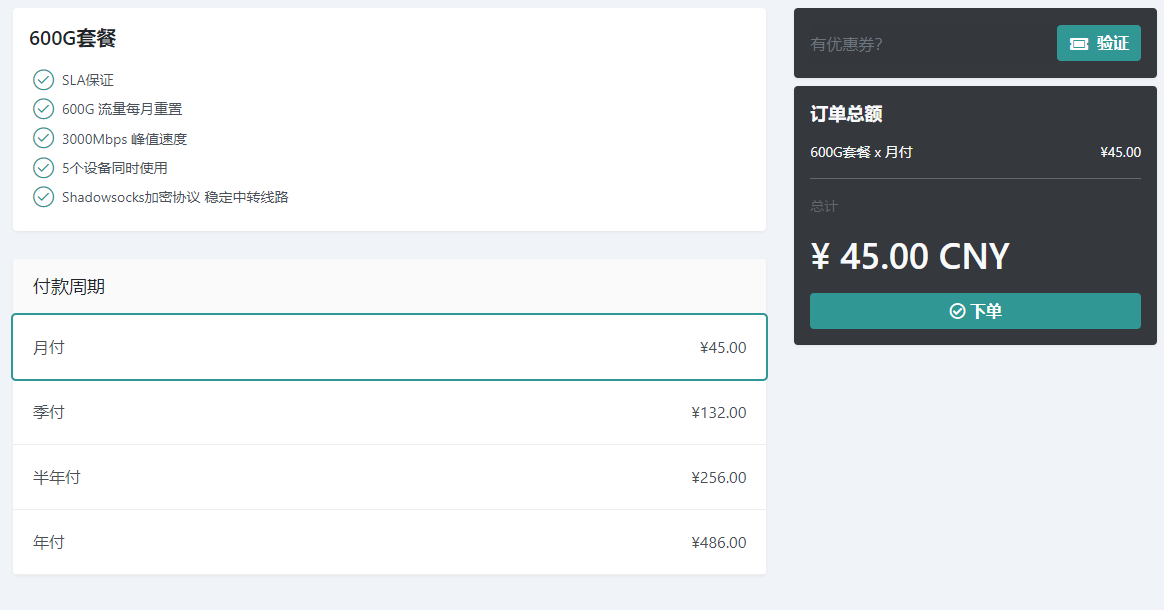 600G套餐
SLA保证
600G 流量每月重置
3000Mbps 峰值速度
5个设备同时使用
Shadowsocks加密协议 稳定中转线路
付款周期
月付 ¥45.00
季付 ¥132.00
半年付 ¥256.00
年付 ¥486.00
有优惠券? 验证
订单总额
600G套餐 x 月付 ¥45.00
总计
¥ 45.00 CNY
下单